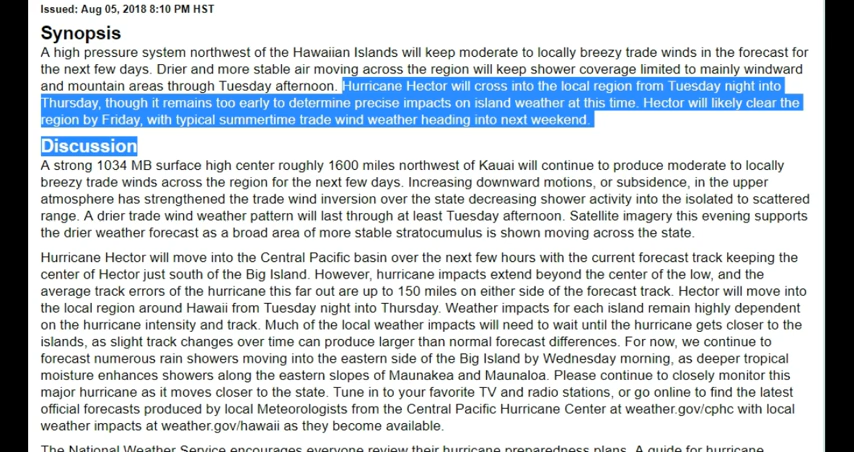 Issued: Aug 05, 2018 8:10 PM HST
Synopsis
A high pressure system northwest of the Hawaiian Islands will keep moderate to locally breezy trade winds in the forecast for
the next few days. Drier and more stable air moving across the region will keep shower coverage limited to mainly windward
and mountain areas through Tuesday afternoon. Hurricane Hector will cross into the local region from Tuesday night into
Thursday, though it remains too early to determine precise impacts on island weather at this time. Hector will likely clear the
region by Friday, with typical summertime trade wind weather heading into next weekend.
Discussion
A strong 1034 MB surface high center roughly 1600 miles northwest of Kauai will continue to produce moderate to locally
breezy trade winds across the region for the next few days. Increasing downward motions, or subsidence, in the upper
atmosphere has strengthened the trade wind inversion over the state decreasing shower activity into the isolated to scattered
range. A drier trade wind weather pattern will last through at least Tuesday afternoon. Satellite imagery this evening supports
the drier weather forecast as a broad area of more stable stratocumulus is shown moving across the state.
Hurricane Hector will move into the Central Pacific basin over the next few hours with the current forecast track keeping the
center of Hector just south of the Big Island. However, hurricane impacts extend beyond the center of the low, and the
average track errors of the hurricane this far out are up to 150 miles on either side of the forecast track. Hector will move into
the local region around Hawaii from Tuesday night into Thursday. Weather impacts for each island remain highly dependent
on the hurricane intensity and track. Much of the local weather impacts will need to wait until the hurricane gets closer to the
islands, as slight track changes over time can produce larger than normal forecast differences. For now, we continue to
forecast numerous rain showers moving into the eastern side of the Big Island by Wednesday morning, as deeper tropical
moisture enhances showers along the eastern slopes of Maunakea and Maunaloa. Please continue to closely monitor this
major hurricane as it moves closer to the state. Tune in to your favorite TV and radio stations, or go online to find the latest
official forecasts produced by local Meteorologists from the Central Pacific Hurricane Center at weather.gov/cphc with local
weather impacts at weather.gov/hawaii as they become available.
The National Weather Service encourages everyone review their hurricane preparedness plans. A guide for hurricane